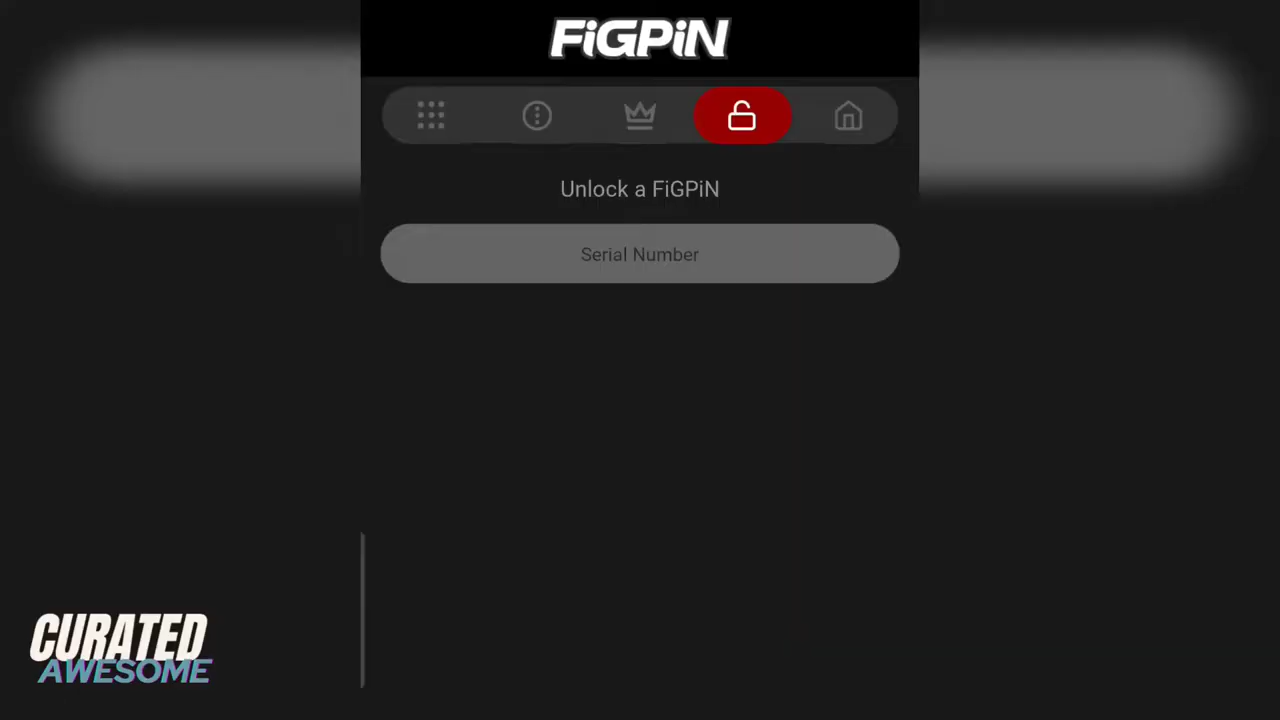 FiGPiN
Unlock a FiGPiN
Serial Number
CURATED
AWESOME